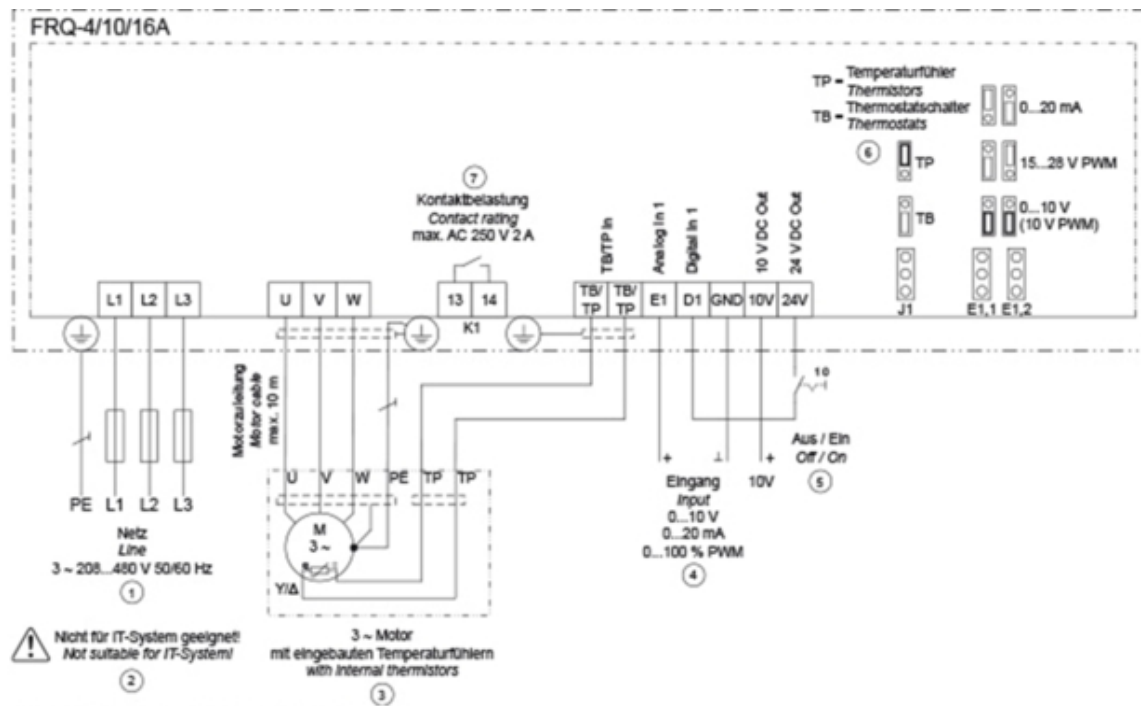 FRQ-4/10/16A
TP - Temperaturfühler
Thermistors
TB - Thermostatschalter
Thermostats
6
TP
TB
J1
0...20 mA
15...28 V PWM
0...10 V
(10 V PWM)
E1,1 E1,2
7
Kontaktbelastung
Contact rating
max. AC 250 V 2 A
TB/TP In
Analog In 1
Digital In 1
10 V DC Out
24 V DC Out
L1 L2 L3
U V W
13 14
K1
TB/
TP
TB/
TP
E1 D1 GND 10V 24V
Motorzuleitung
Motor cable
max. 10 m
1 0
Aus / Ein
Off / On
5
PE L1 L2 L3
Netz
Line
3 ~ 208...480 V 50/60 Hz
1
Nicht für IT-System geeignet!
Not suitable for IT-System!
2
U V W PE TP TP
M
3 ~
Y/Δ
3 ~ Motor
mit eingebauten Temperaturfühlern
with internal thermistors
3
+ ⊥ +
Eingang
Input
0...10 V
0...20 mA
0...100 % PWM
4
10V